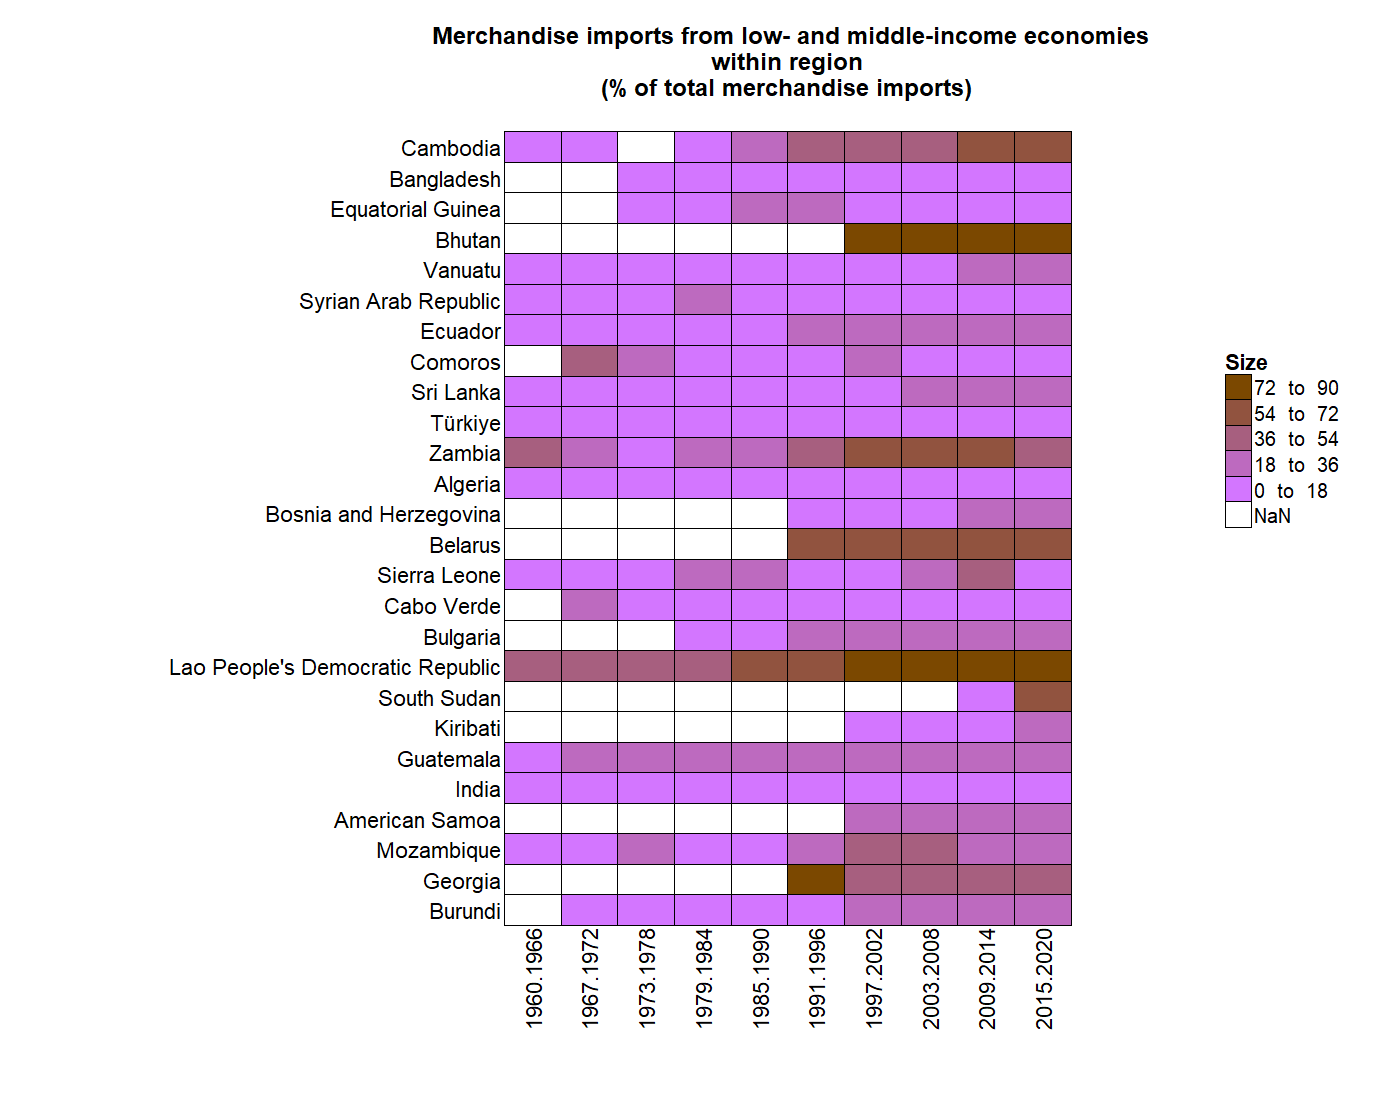 Merchandise imports from low- and middle-income economies
within region
(% of total merchandise imports)
Cambodia
Bangladesh
Equatorial Guinea
Bhutan
Vanuatu
Syrian Arab Republic
Ecuador
Comoros
Sri Lanka
Türkiye
Zambia
Algeria
Bosnia and Herzegovina
Belarus
Sierra Leone
Cabo Verde
Bulgaria
Lao People's Democratic Republic
South Sudan
Kiribati
Guatemala
India
American Samoa
Mozambique
Georgia
Burundi
1960.1966
1967.1972
1973.1978
1979.1984
1985.1990
1991.1996
1997.2002
2003.2008
2009.2014
2015.2020
Size
72 to 90
54 to 72
36 to 54
18 to 36
0 to 18
NaN